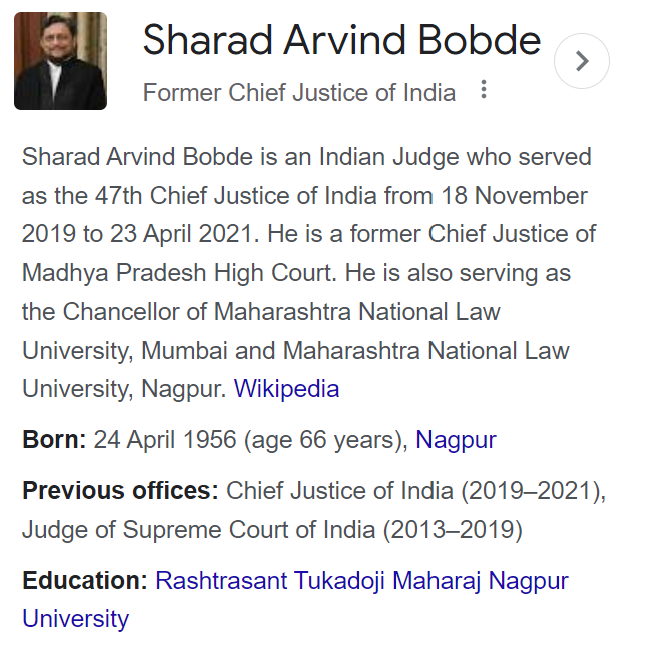 Sharad Arvind Bobde
Former Chief Justice of India
Sharad Arvind Bobde is an Indian Judge who served
as the 47th Chief Justice of India from 18 November
2019 to 23 April 2021. He is a former Chief Justice of
Madhya Pradesh High Court. He is also serving as
the Chancellor of Maharashtra National Law
University, Mumbai and Maharashtra National Law
University, Nagpur. Wikipedia
Born: 24 April 1956 (age 66 years), Nagpur
Previous offices: Chief Justice of India (2019–2021),
Judge of Supreme Court of India (2013–2019)
Education: Rashtrasant Tukadoji Maharaj Nagpur
University